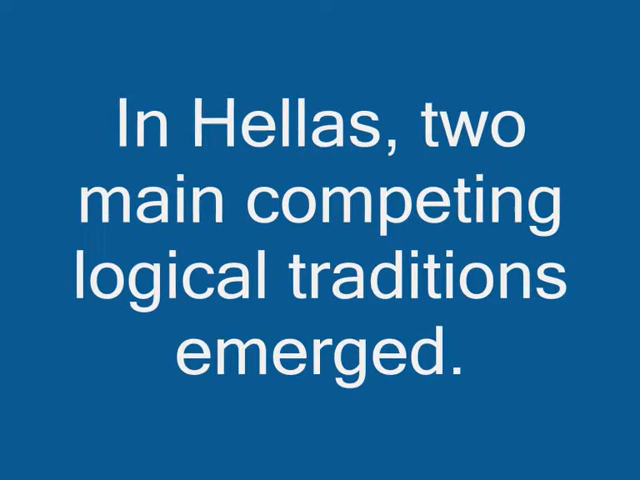 In Hellas, two
main competing
logical traditions
emerged.